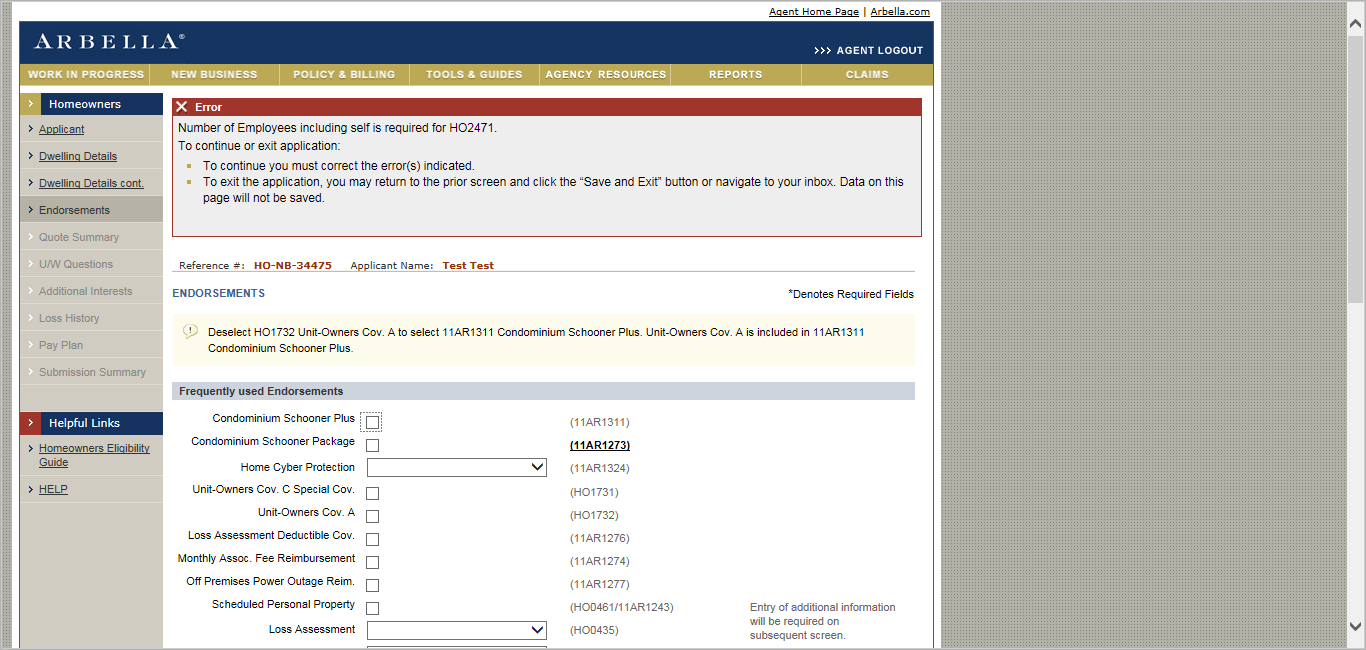 Agent Home Page | Arbella.com
ARBELLA®
>>> AGENT LOGOUT
WORK IN PROGRESS NEW BUSINESS POLICY & BILLING TOOLS & GUIDES AGENCY RESOURCES REPORTS CLAIMS
Homeowners
Applicant
Dwelling Details
Dwelling Details cont.
Endorsements
Quote Summary
U/W Questions
Additional Interests
Loss History
Pay Plan
Submission Summary
Helpful Links
Homeowners Eligibility
Guide
HELP
Error
Number of Employees including self is required for HO2471.
To continue or exit application:
To continue you must correct the error(s) indicated.
To exit the application, you may return to the prior screen and click the “Save and Exit” button or navigate to your inbox. Data on this
page will not be saved.
Reference #: HO-NB-34475 Applicant Name: Test Test
ENDORSEMENTS
*Denotes Required Fields
Deselect HO1732 Unit-Owners Cov. A to select 11AR1311 Condominium Schooner Plus. Unit-Owners Cov. A is included in 11AR1311
Condominium Schooner Plus.
Frequently used Endorsements
Condominium Schooner Plus (11AR1311)
Condominium Schooner Package (11AR1273)
Home Cyber Protection (11AR1324)
Unit-Owners Cov. C Special Cov. (HO1731)
Unit-Owners Cov. A (HO1732)
Loss Assessment Deductible Cov. (11AR1276)
Monthly Assoc. Fee Reimbursement (11AR1274)
Off Premises Power Outage Reim. (11AR1277)
Scheduled Personal Property (HO0461/11AR1243) Entry of additional information
will be required on
subsequent screen.
Loss Assessment (HO0435)